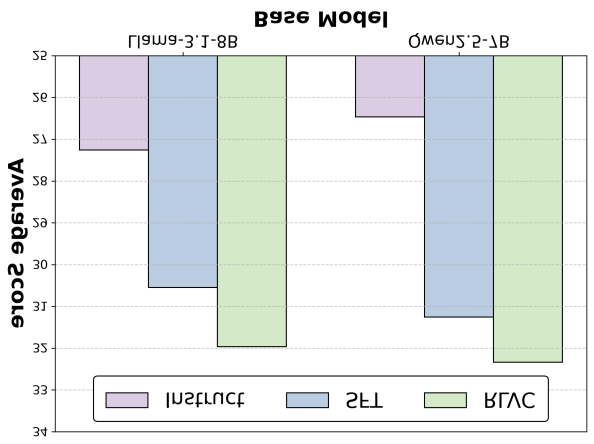 34
Instruct SFT RLVC
33
32
31
30
29
28
27
26
25
Average Score
Llama-3.1-8B Qwen2.5-7B
Base Model